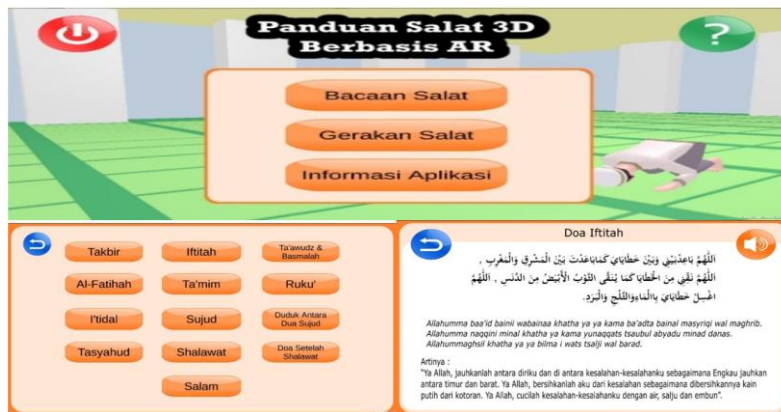 Panduan Salat 3D
Berbasis AR
?
Bacaan Salat
Gerakan Salat
Informasi Aplikasi
Takbir
Iftitah
Ta'awudz &
Basmalah
Al-Fatihah
Ta'mim
Ruku'
I'tidal
Sujud
Duduk Antara
Dua Sujud
Tasyahud
Shalawat
Doa Setelah
Shalawat
Salam
Doa Iftitah
اَللَّهُمَّ بَاعِدْبَيْنِي وَبَيْنَ خَطَايَايَ كَمَابَاعَدْتَ بَيْنَ الْمَشْرِقِ وَالْمَغْرِبِ ,
اَللَّهُمَّ نَقِّنِي مِنَ الْخَطَايَا كَمَا يُنَقَّى الثَّوْبُ الْأَبْيَضُ مِنَ الدَّنَسِ , اَللَّهُمَّ
اغْسِلْ خَطَايَايَ بِالْمَاءِوَالثَّلْجِ وَالْبَرَدِ.
Allahumma baa'id bainii wabainaa khatha ya ya kama ba'adta bainal masyriqi wal maghrib.
Allahumma naqqini minal khatha ya kama yunaqqats tsaubul abyadu minad danas.
Allahummaghsil khatha ya ya bilma i wats tsalji wal barad.
Artinya :
"Ya Allah, jauhkanlah antara diriku dan di antara kesalahan-kesalahanku sebagaimana Engkau jauhkan
antara timur dan barat. Ya Allah, bersihkanlah aku dari kesalahan sebagaimana dibersihkannya kain
putih dari kotoran. Ya Allah, cucilah kesalahan-kesalahanku dengan air, salju dan embun".